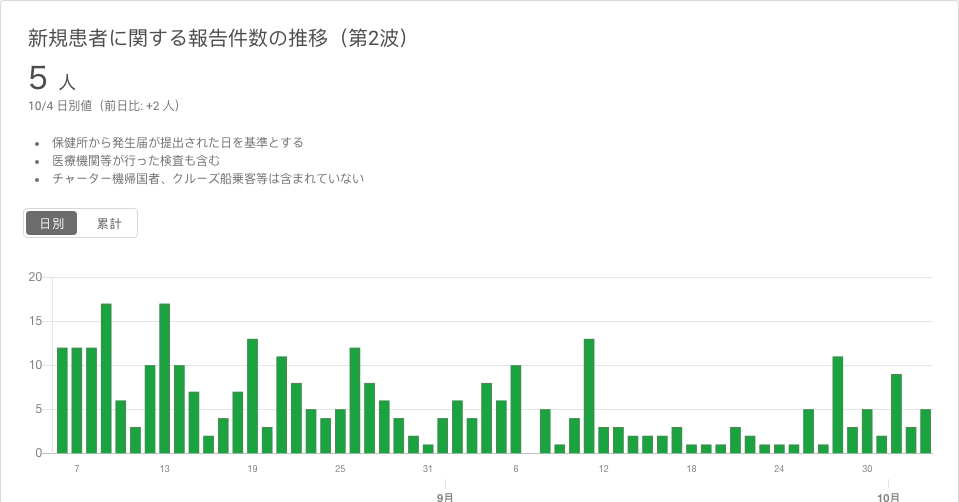 新規患者に関する報告件数の推移（第2波）
5 人
10/4 日別値（前日比: +2 人）
保健所から発生届が提出された日を基準とする
医療機関等が行った検査も含む
チャーター機帰国者、クルーズ船乗客等は含まれていない
日別 累計
20
15
10
5
0
7 13 19 25 31 6 12 18 24 30
9月 10月